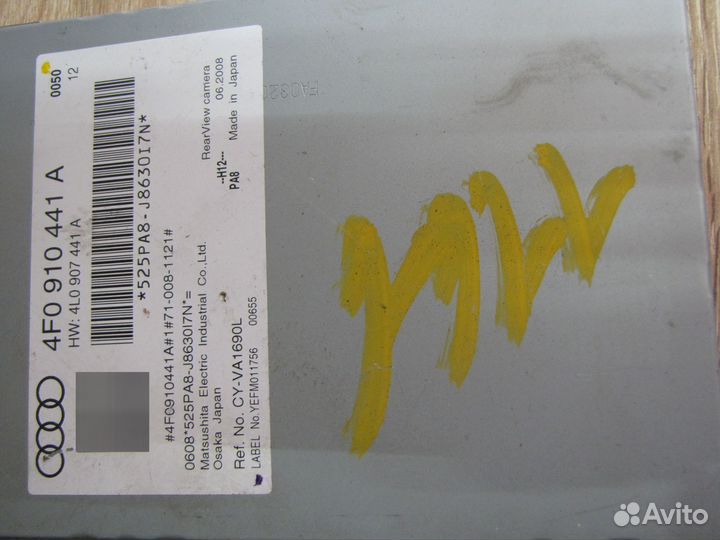 0050
12
4F0 910 441 A
HW: 4L0 907 441 A
*525PA8-J8630I7N*
RearView camera
06.2008
Made in Japan
--H12--
PA8
#4F0910441A#1#71-008-1121#
0608*525PA8-J8630I7N*=
Matsushita Electric Industrial Co.,Ltd.
Osaka Japan
Ref. No. CY-VA1690L
LABEL No.YEFM011756 00655
Avito